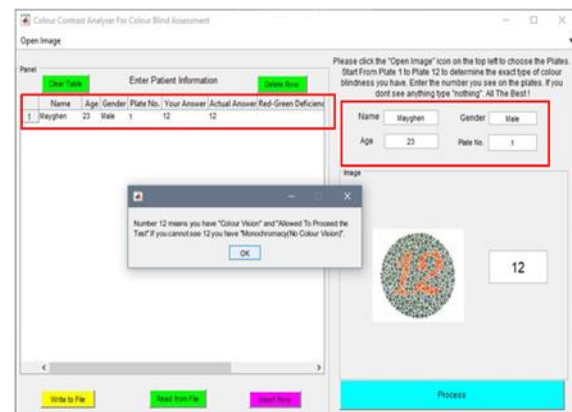 Colour Contrast Analyser For Colour Blind Assessment
Open Image
Panel
Clear Table
Enter Patient Information
Delete Row
Name Age Gender Plate No. Your Answer Actual Answer Red-Green Deficienc
1 Mayghen 23 Male 1 12 12
Number 12 means you have "Colour Vision" and "Allowed To Proceed the
Test".If you cannot see 12 you have "Monochromacy(No Colour Vision)".
OK
Write to File
Read from File
Insert Row
Please click the "Open Image" icon on the top left to choose the Plates.
Start From Plate 1 to Plate 12 to determine the exact type of colour
blindness you have. Enter the number you see on the plates. If you
dont see anything type "nothing". All The Best !
Name Mayghen Gender Male
Age 23 Plate No. 1
Image
12
12
Process